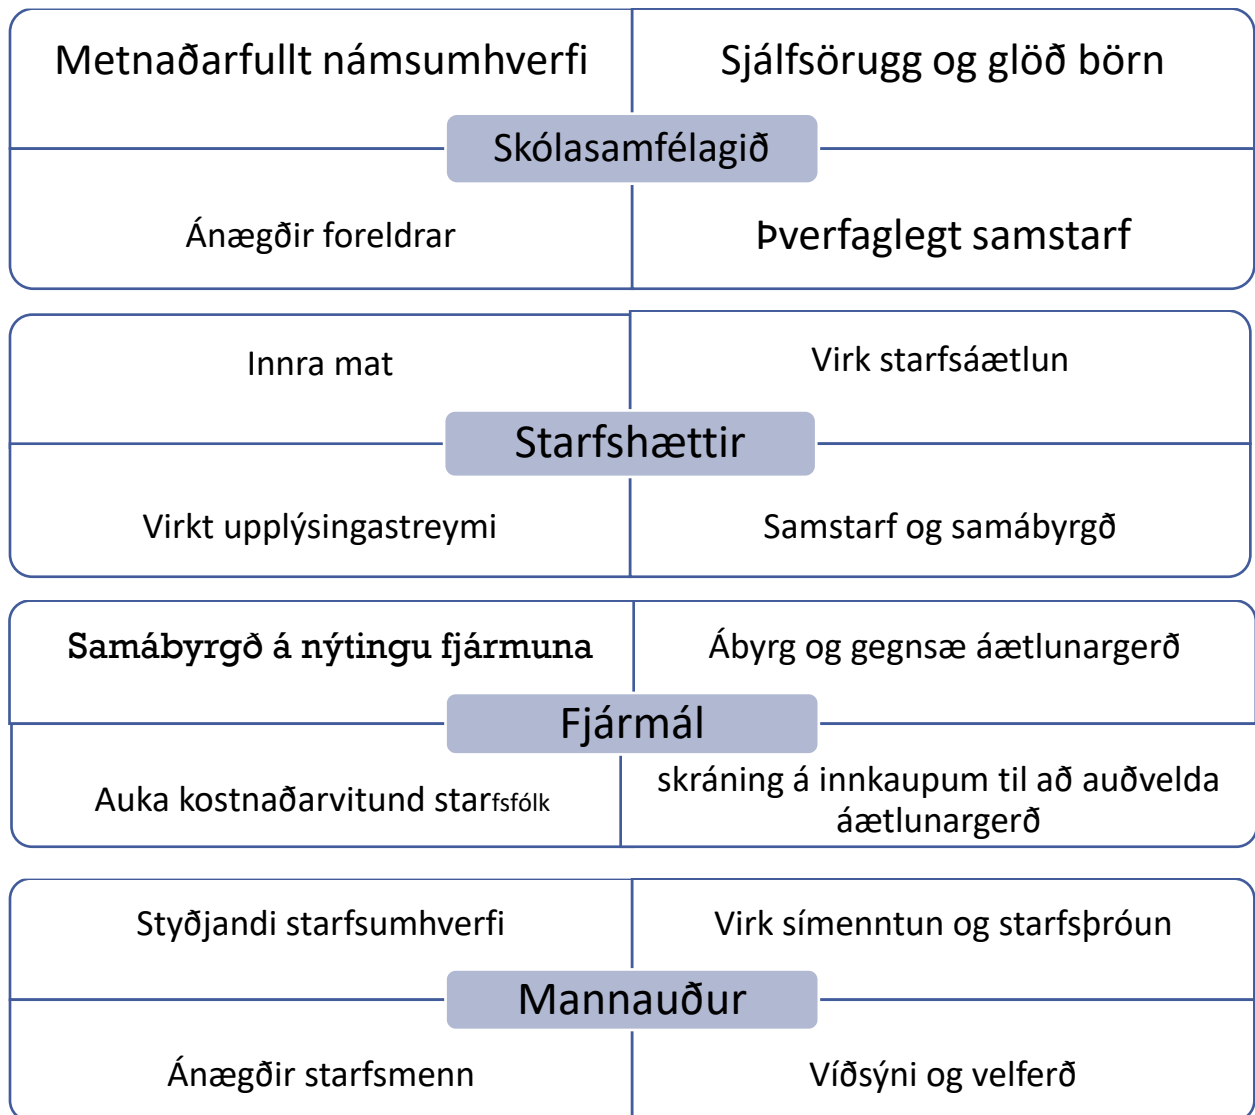 Metnaðarfullt námsumhverfi
Sjálfsörugg og glöð börn
Skólasamfélagið
Ánægðir foreldrar
Þverfaglegt samstarf
Innra mat
Virk starfsáætlun
Starfshættir
Virkt upplýsingastreymi
Samstarf og samábyrgð
Samábyrgð á nýtingu fjármuna
Ábyrg og gegnsæ áætlunargerð
Fjármál
Auka kostnaðarvitund starfsfólk
skráning á innkaupum til að auðvelda
áætlunargerð
Styðjandi starfsumhverfi
Virk símenntun og starfsþróun
Mannauður
Ánægðir starfsmenn
Víðsýni og velferð